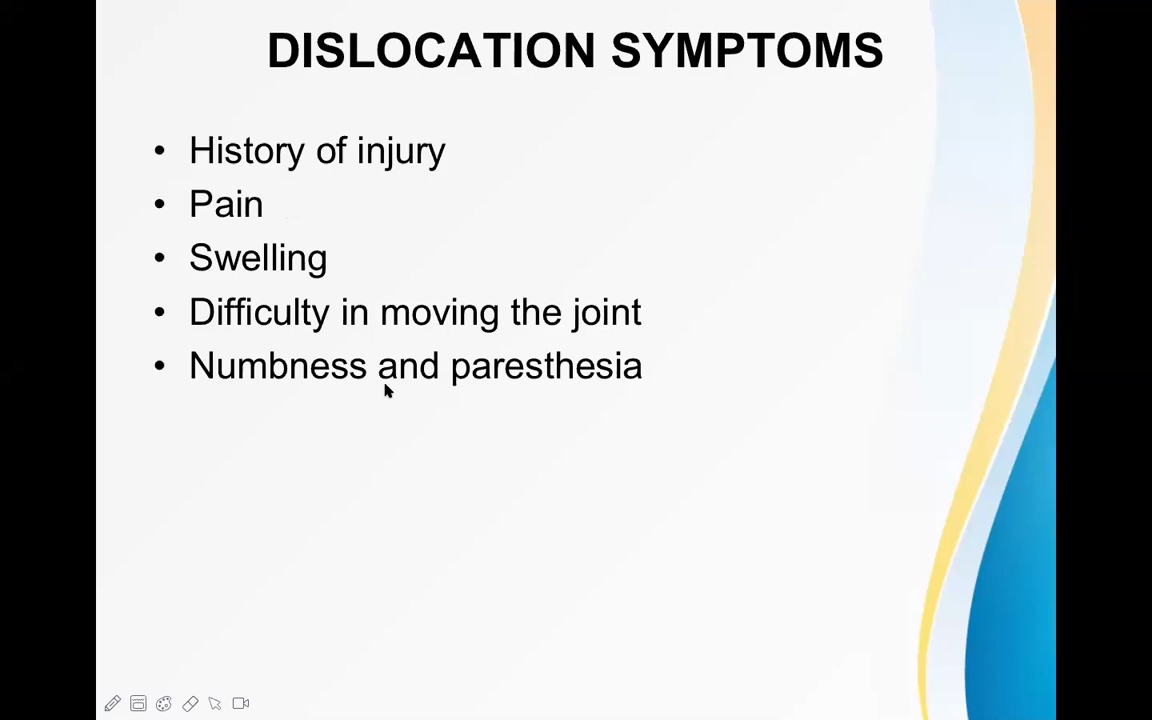 DISLOCATION SYMPTOMS
• History of injury
• Pain
• Swelling
• Difficulty in moving the joint
• Numbness and paresthesia